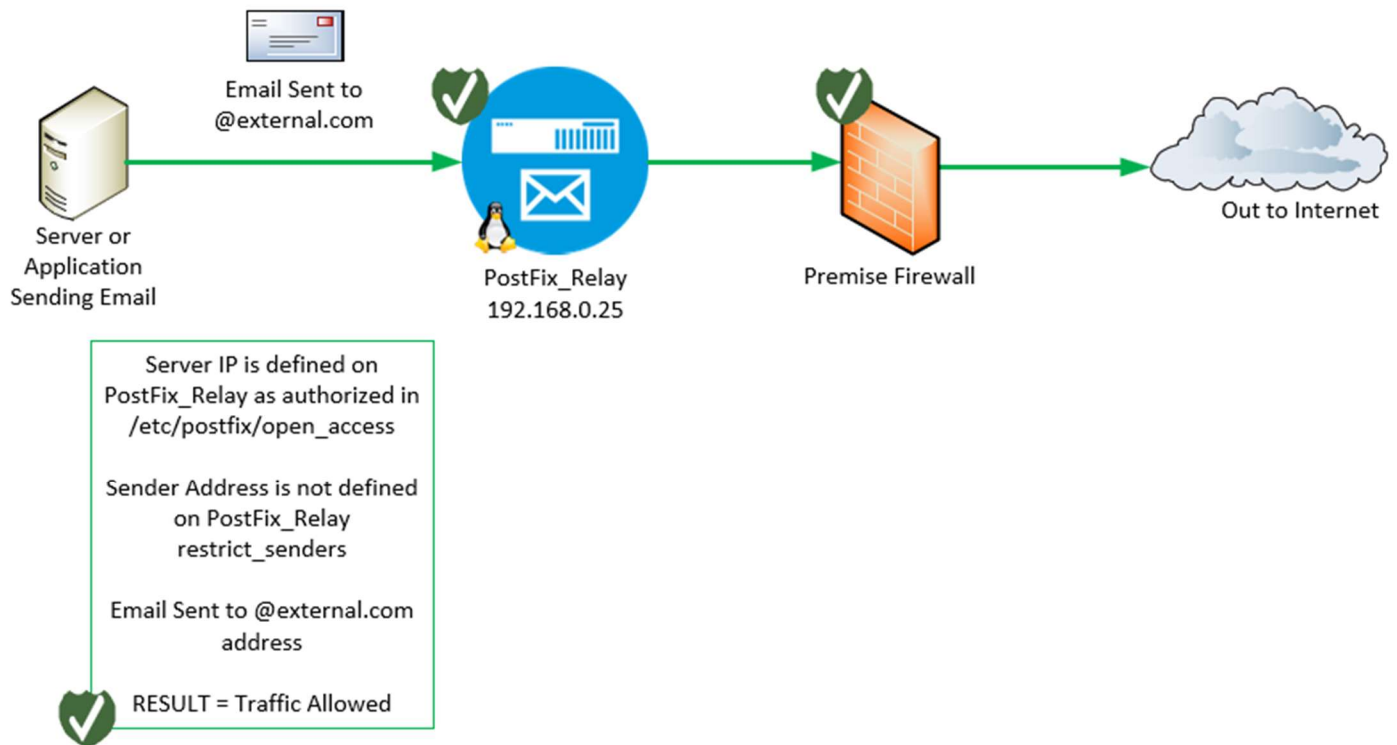 Email Sent to
@external.com
Server or
Application
Sending Email
PostFix_Relay
192.168.0.25
Premise Firewall
Out to Internet
Server IP is defined on
PostFix_Relay as authorized in
/etc/postfix/open_access
Sender Address is not defined
on PostFix_Relay
restrict_senders
Email Sent to @external.com
address
RESULT = Traffic Allowed